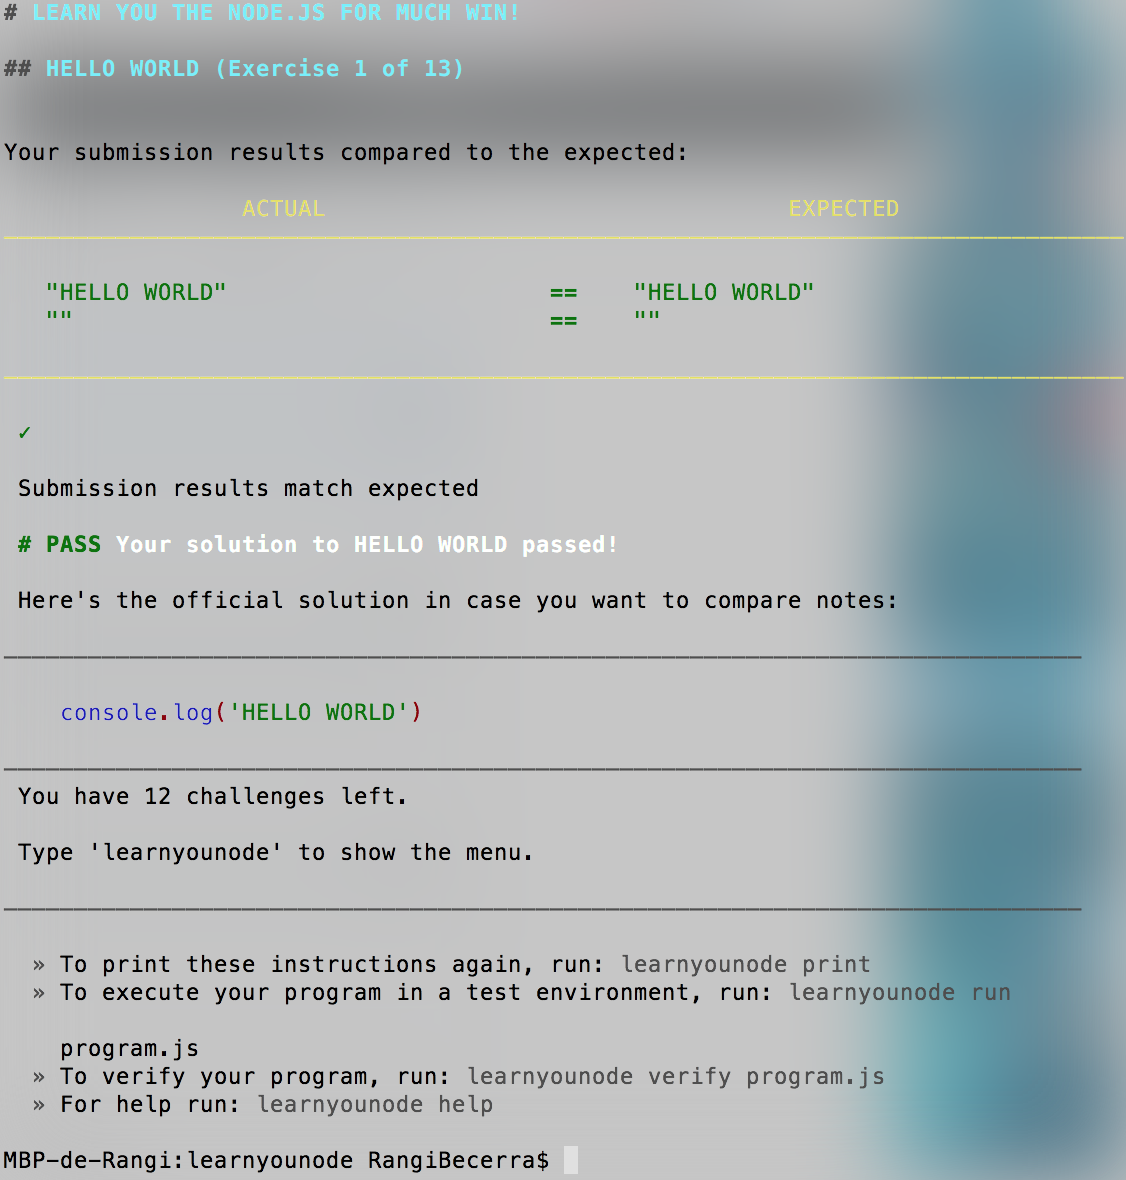 # LEARN YOU THE NODE.JS FOR MUCH WIN!
## HELLO WORLD (Exercise 1 of 13)
Your submission results compared to the expected:
ACTUAL EXPECTED
"HELLO WORLD" == "HELLO WORLD"
"" == ""
✓
Submission results match expected
# PASS Your solution to HELLO WORLD passed!
Here's the official solution in case you want to compare notes:
console.log('HELLO WORLD')
You have 12 challenges left.
Type 'learnyounode' to show the menu.
» To print these instructions again, run: learnyounode print
» To execute your program in a test environment, run: learnyounode run
program.js
» To verify your program, run: learnyounode verify program.js
» For help run: learnyounode help
MBP-de-Rangi:learnyounode RangiBecerra$